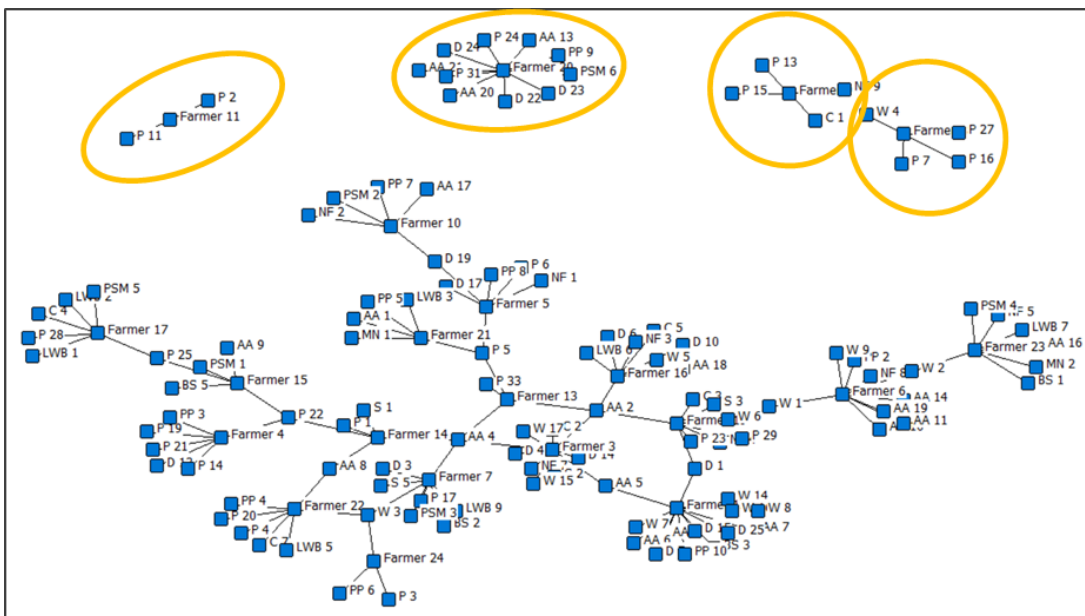 P 24
AA 13
D 24
PP 9
P 31
Farmer 20
PSM 6
AA 20
D 22
D 23
P 2
Farmer 11
P 11
P 13
P 15
C 1
W 4
P 27
P 7
P 16
PP 7
AA 17
PSM 2
NF 2
Farmer 10
D 19
P 6
PP 8
D 17
NF 1
Farmer 5
PSM 5
C 4
P 28
Farmer 17
LWB 1
PP 5
LWB 3
AA 1
MN 1
Farmer 21
P 5
P 25
AA 9
PSM 1
BS 5
Farmer 15
P 33
Farmer 13
D 6
C 5
NF 3
D 10
LWB 6
W 5
AA 18
Farmer 16
PSM 4
NF 5
LWB 7
AA 16
Farmer 23
MN 2
BS 1
W 9
NF 8
W 2
Farmer 6
AA 14
AA 19
AA 11
W 1
PP 3
P 19
P 21
P 14
Farmer 4
P 22
S 1
P 1
Farmer 14
AA 2
S 3
W 6
P 23
P 29
W 17
AA 4
D 4
Farmer 3
D 14
W 15
D 1
AA 8
D 3
S 5
Farmer 7
P 17
PSM 3
LWB 9
BS 2
AA 5
PP 4
P 20
P 4
Farmer 22
W 3
LWB 5
W 14
W 8
W 7
AA 7
AA 6
D 25
PP 10
Farmer 24
PP 6
P 3